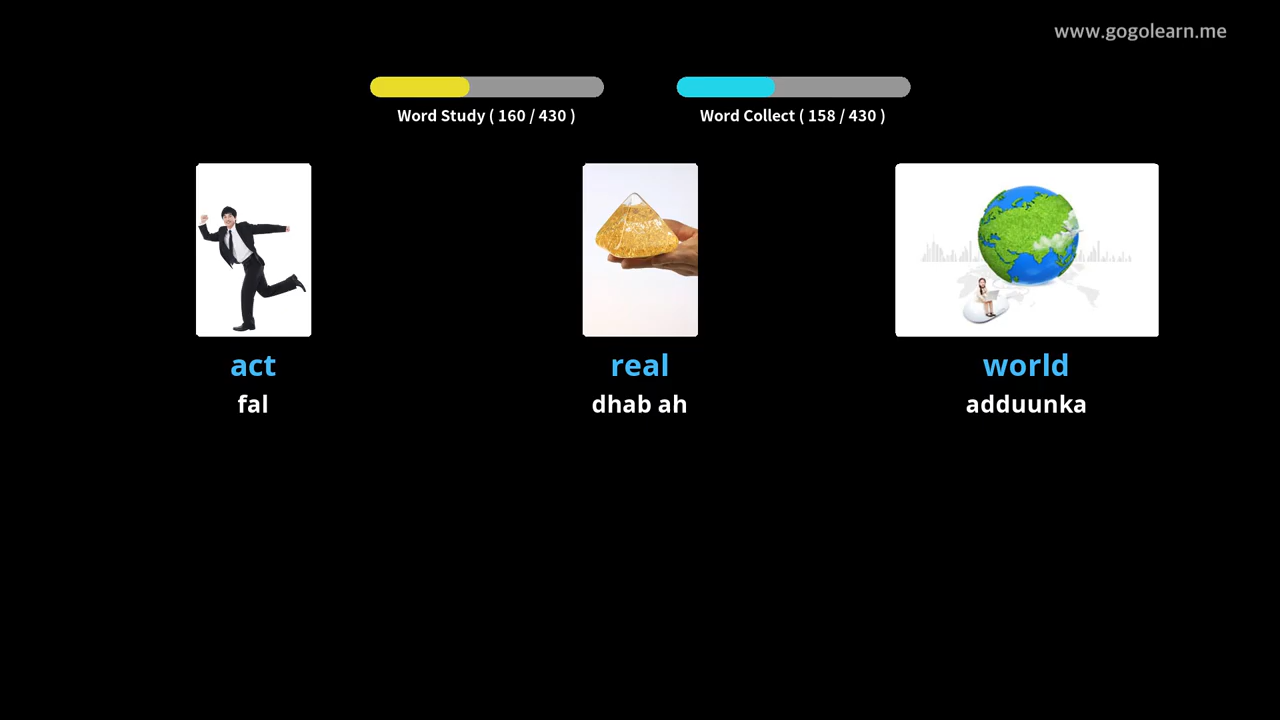 www.gogolearn.me
Word Study ( 160 / 430 )
Word Collect ( 158 / 430 )
act
fal
real
dhab ah
world
adduunka